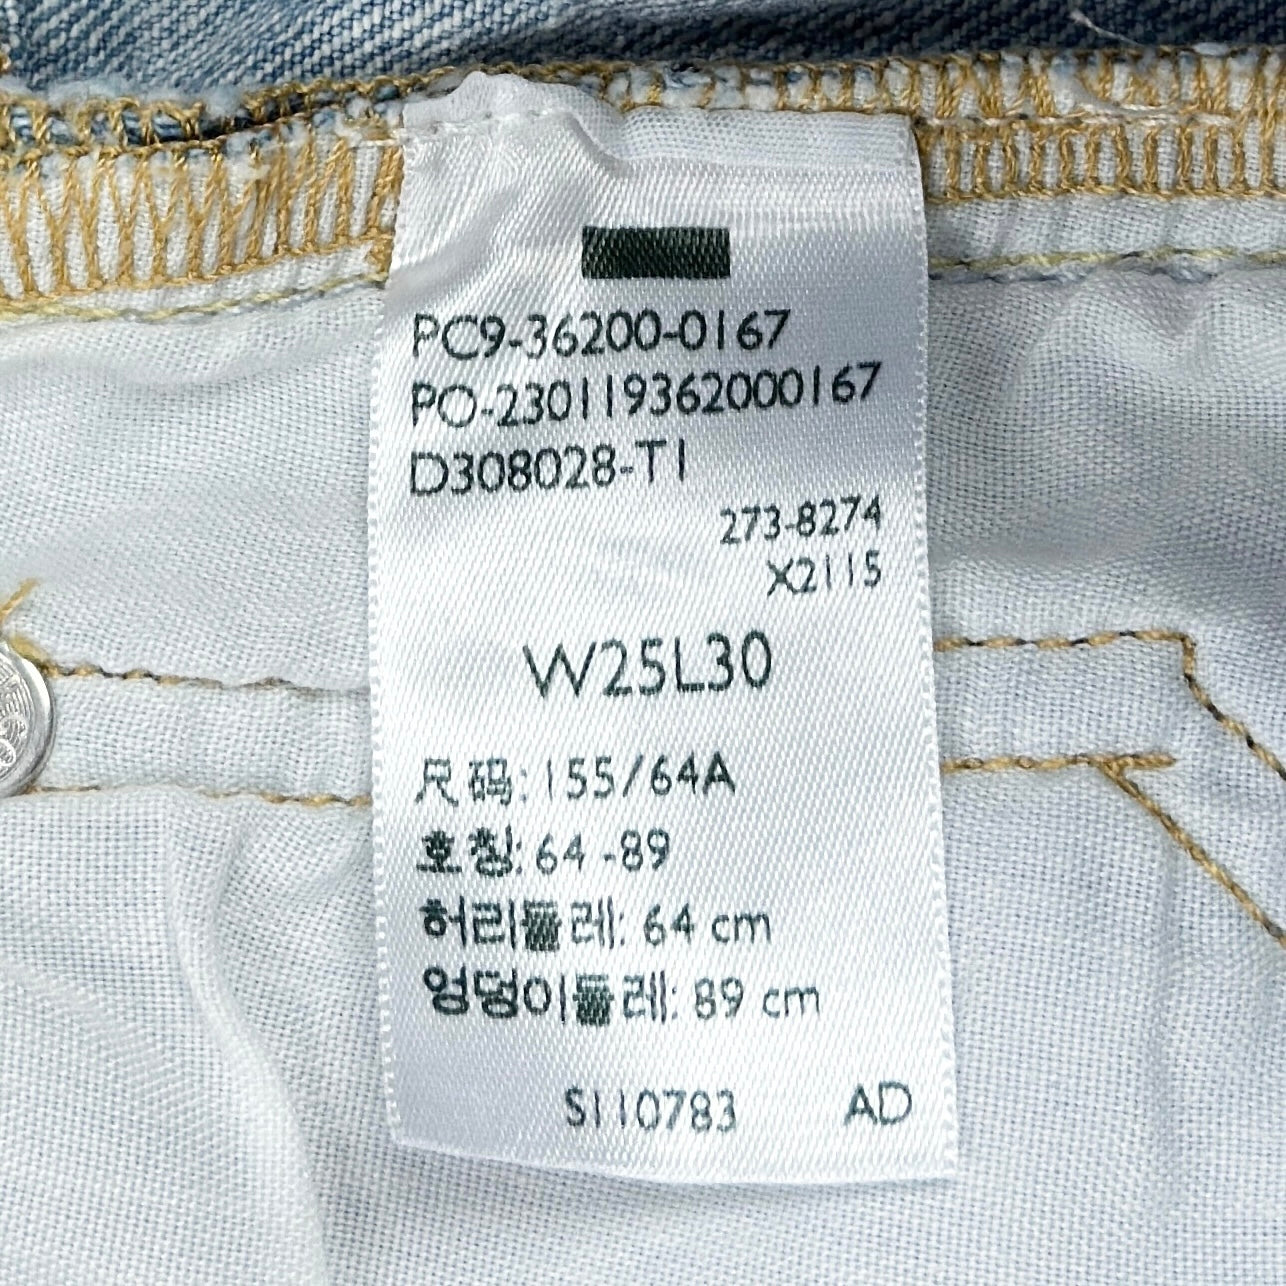 PC9-36200-0167
PO-230119362000167
D308028-T1
273-8274
X2115
W25L30
尺码:155/64A
호칭:64-89
허리둘레: 64 cm
엉덩이둘레: 89 cm
S110783 AD